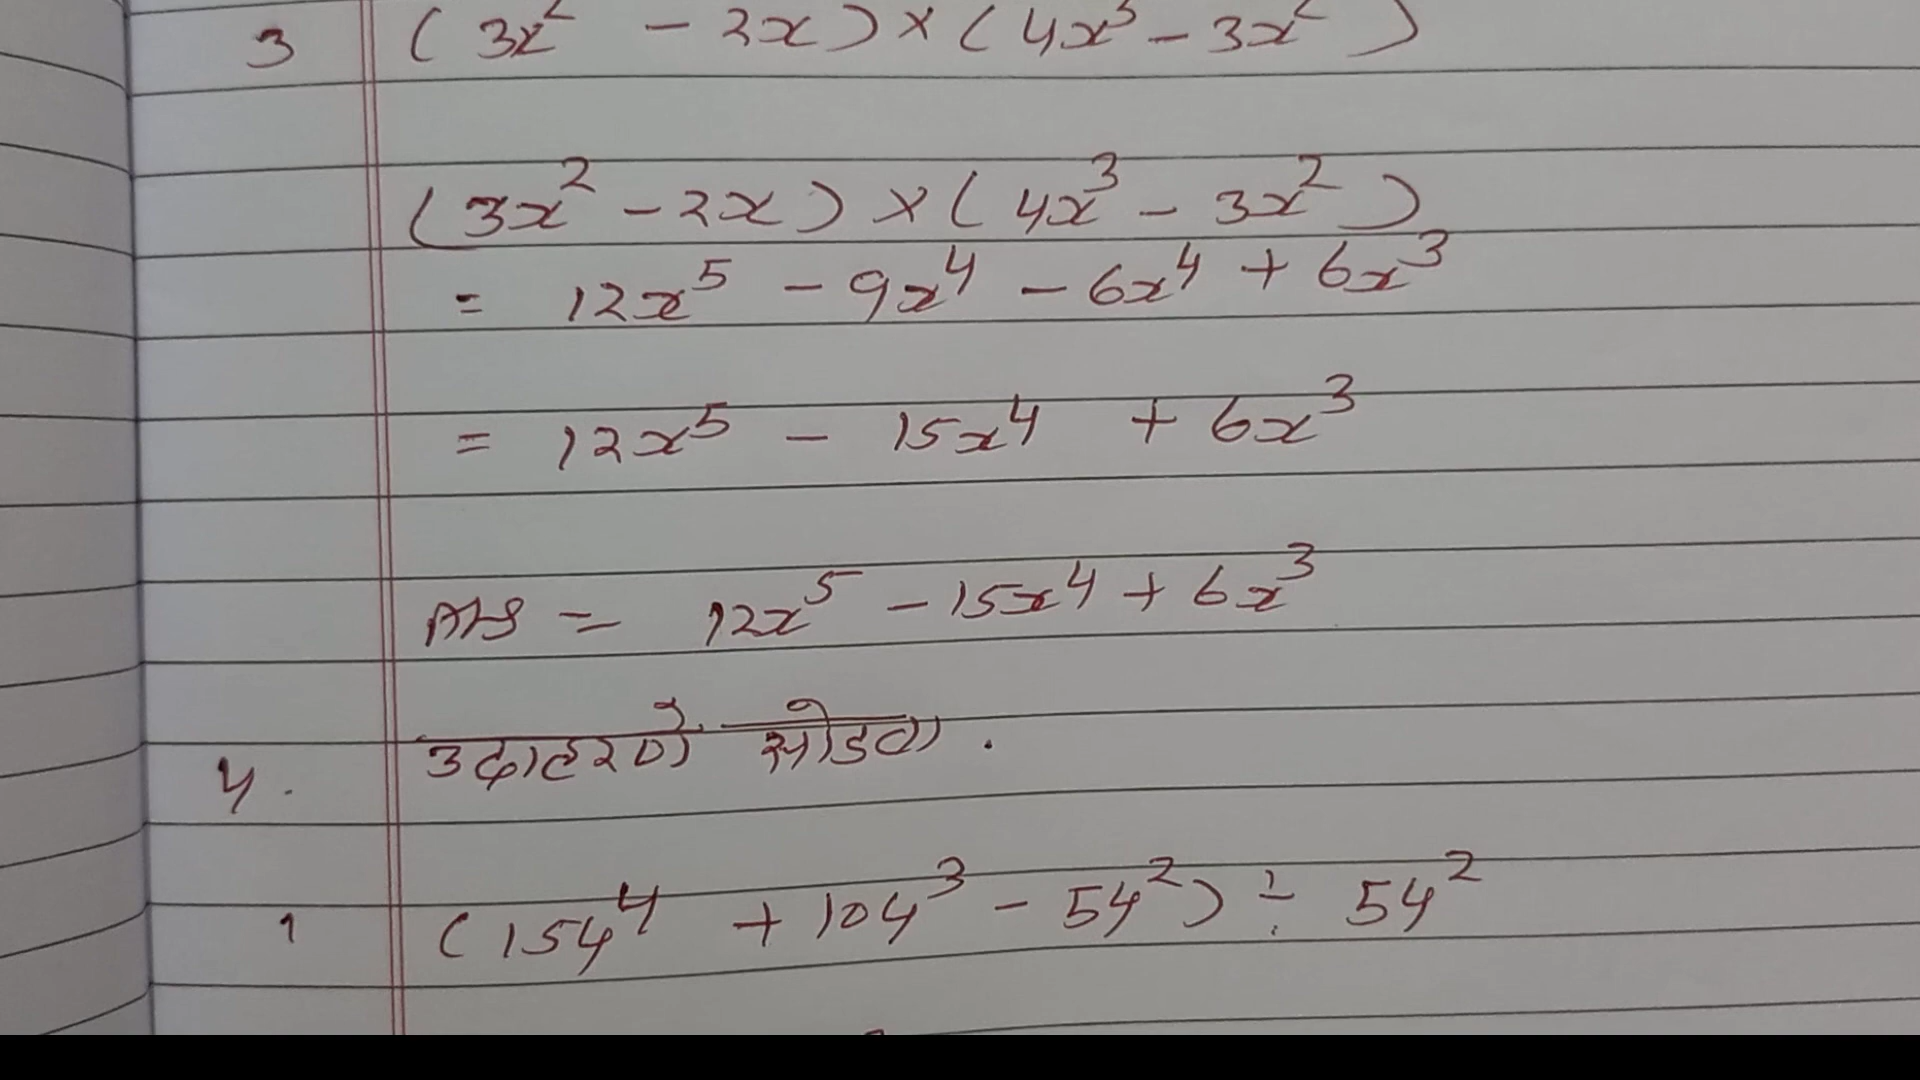 3 (3x² - 2x) × (4x³ - 3x²)
(3x² - 2x) × (4x³ - 3x²)
= 12x⁵ - 9x⁴ - 6x⁴ + 6x³
= 12x⁵ - 15x⁴ + 6x³
Ans = 12x⁵ - 15x⁴ + 6x³
4. उदाहरणे सोडवा.
1 (15y⁴ + 10y³ - 5y²) ÷ 5y²